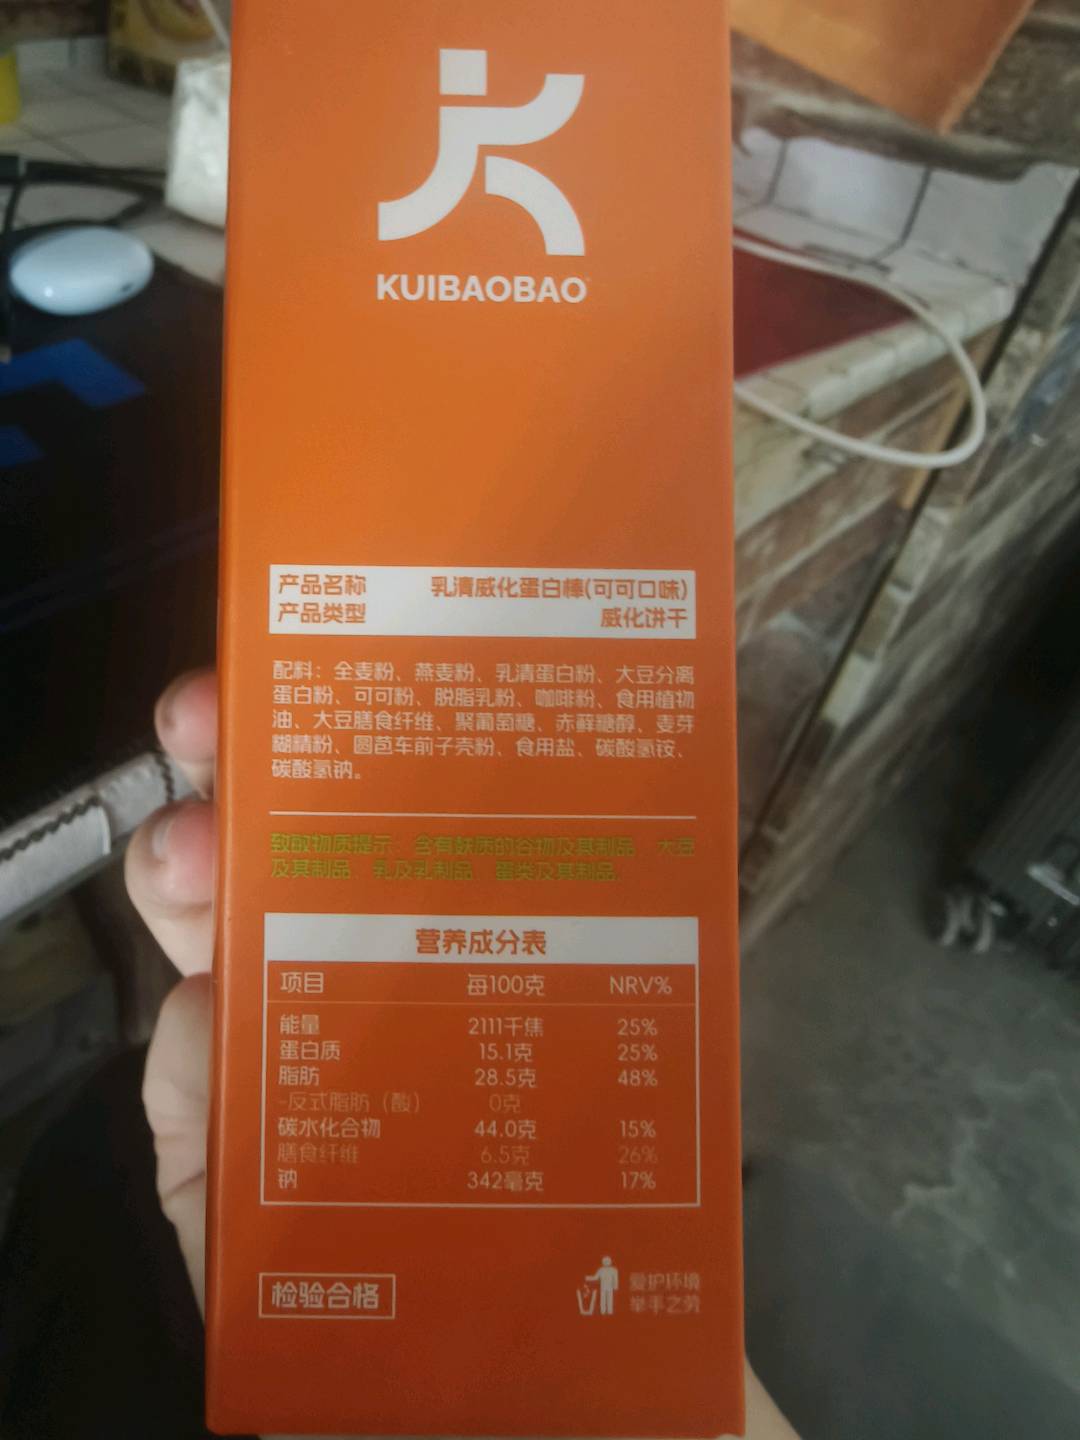 KUIBAOBAO
产品名称 乳清威化蛋白棒(可可口味)
产品类型 威化饼干
配料：全麦粉、燕麦粉、乳清蛋白粉、大豆分离
蛋白粉、可可粉、脱脂乳粉、咖啡粉、食用植物
油、大豆膳食纤维、聚葡萄糖、赤藓糖醇、麦芽
糊精粉、圆苞车前子壳粉、食用盐、碳酸氢铵、
碳酸氢钠。
致敏物质提示：含有麸质的谷物及其制品 大豆
及其制品 乳及乳制品 蛋类及其制品。
营养成分表
项目 每100克 NRV%
能量 2111千焦 25%
蛋白质 15.1克 25%
脂肪 28.5克 48%
-反式脂肪（酸） 0克
碳水化合物 44.0克 15%
膳食纤维 6.5克 26%
钠 342毫克 17%
检验合格
爱护环境
举手之劳